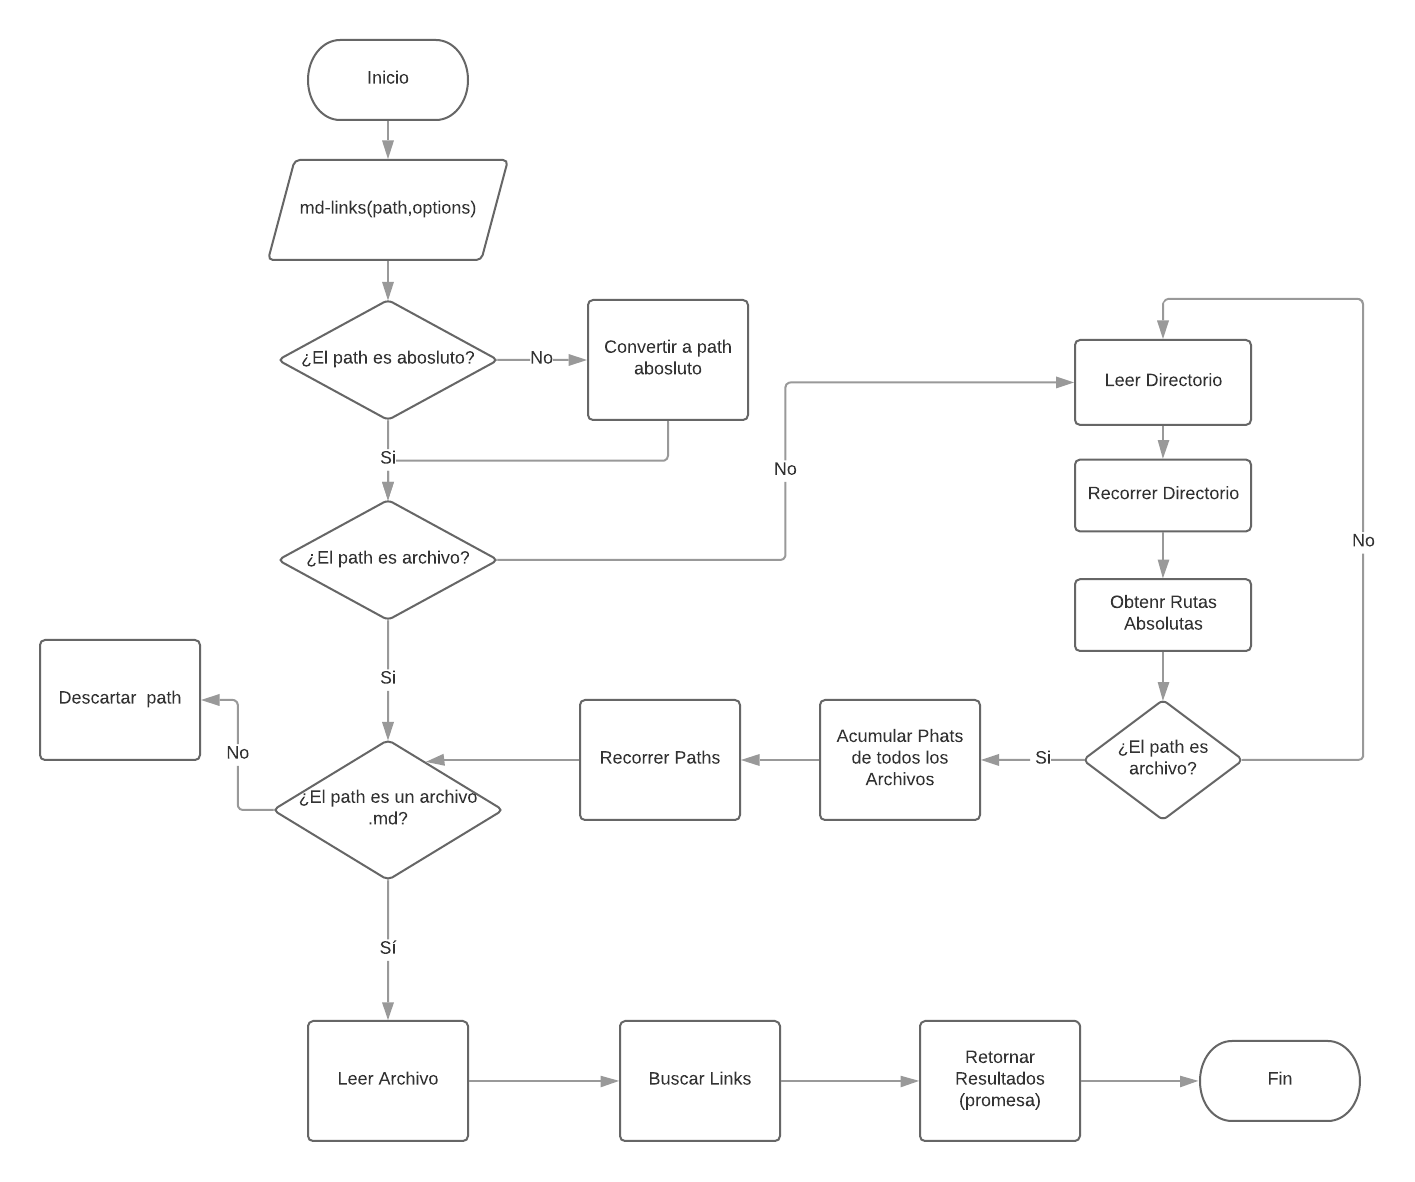 Inicio
md-links(path,options)
¿El path es abosluto?
No
Convertir a path
abosluto
Si
¿El path es archivo?
No
Leer Directorio
Recorrer Directorio
Obtenr Rutas
Absolutas
¿El path es
archivo?
No
Si
Acumular Phats
de todos los
Archivos
Recorrer Paths
Si
¿El path es un archivo
.md?
No
Descartar  path
Sí
Leer Archivo
Buscar Links
Retornar
Resultados
(promesa)
Fin